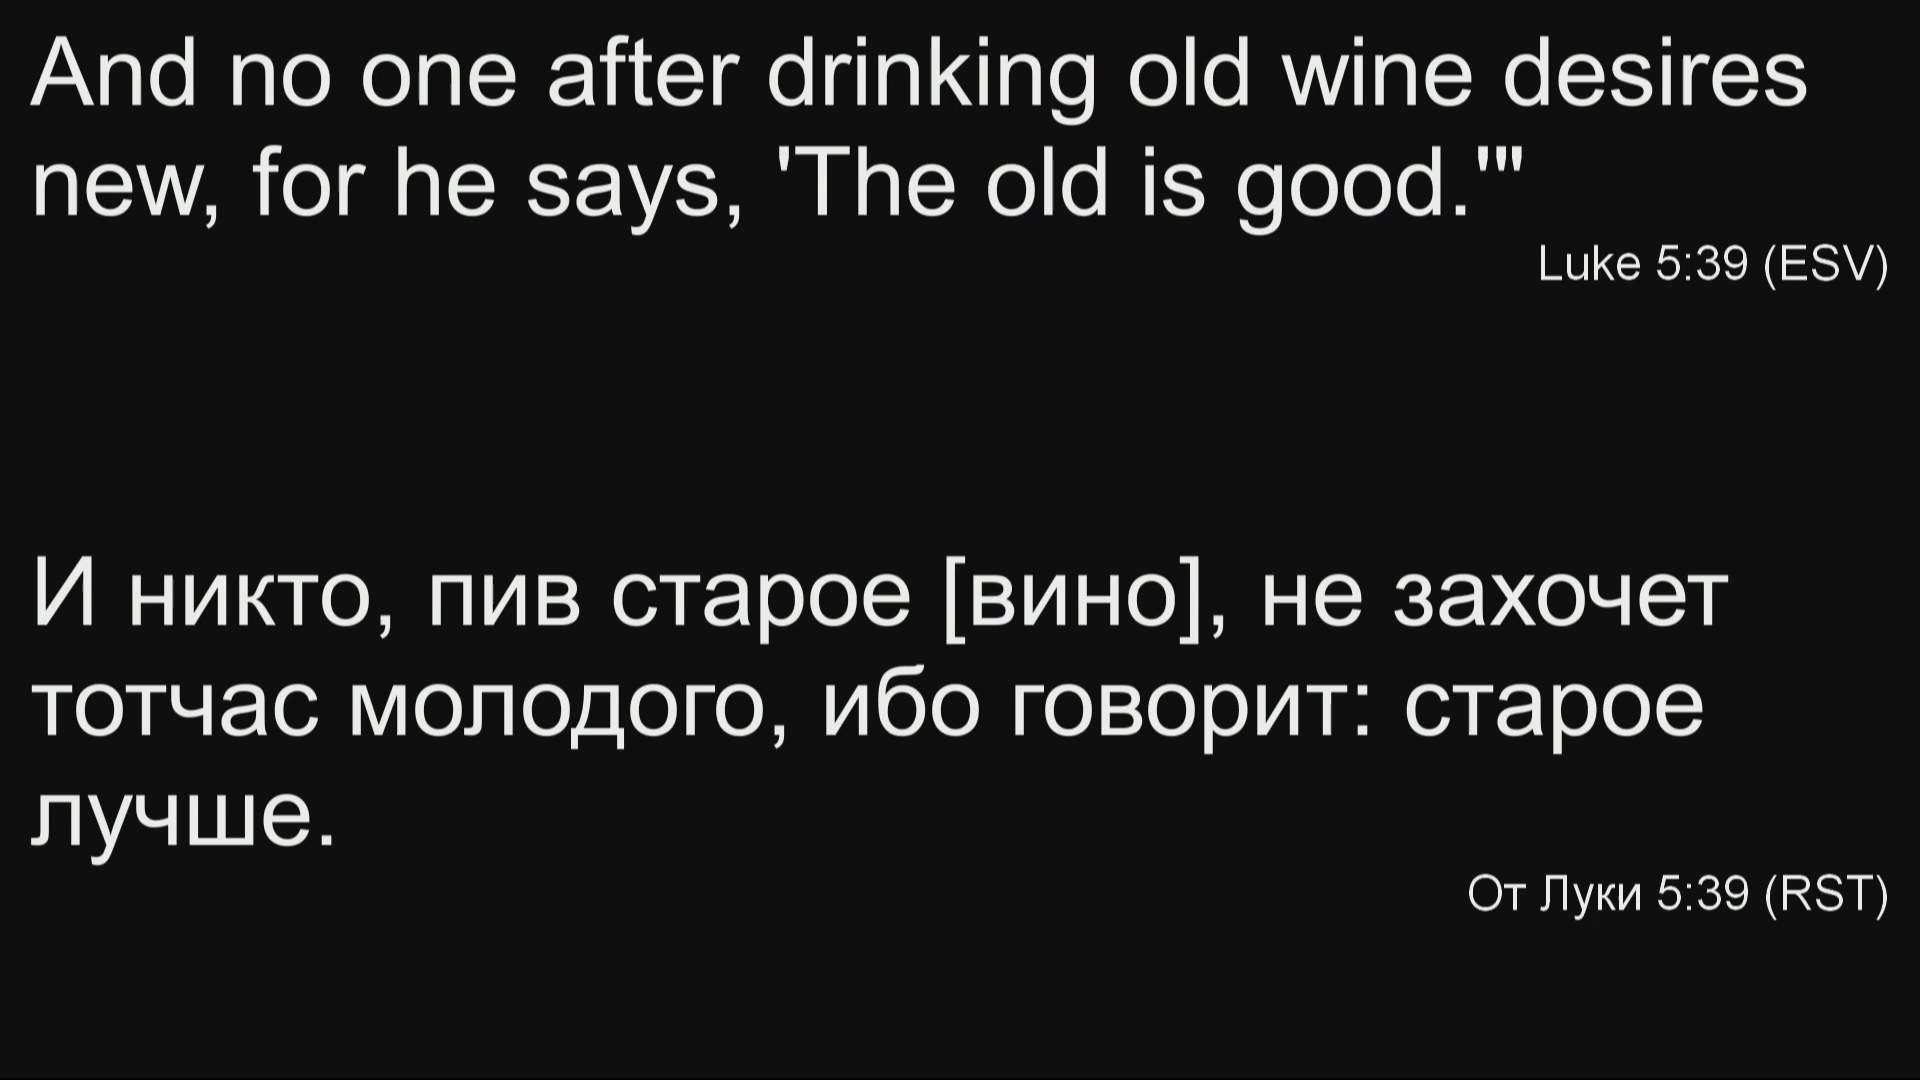 And no one after drinking old wine desires
new, for he says, 'The old is good.'"
Luke 5:39 (ESV)
И никто, пив старое [вино], не захочет
тотчас молодого, ибо говорит: старое
лучше.
От Луки 5:39 (RST)